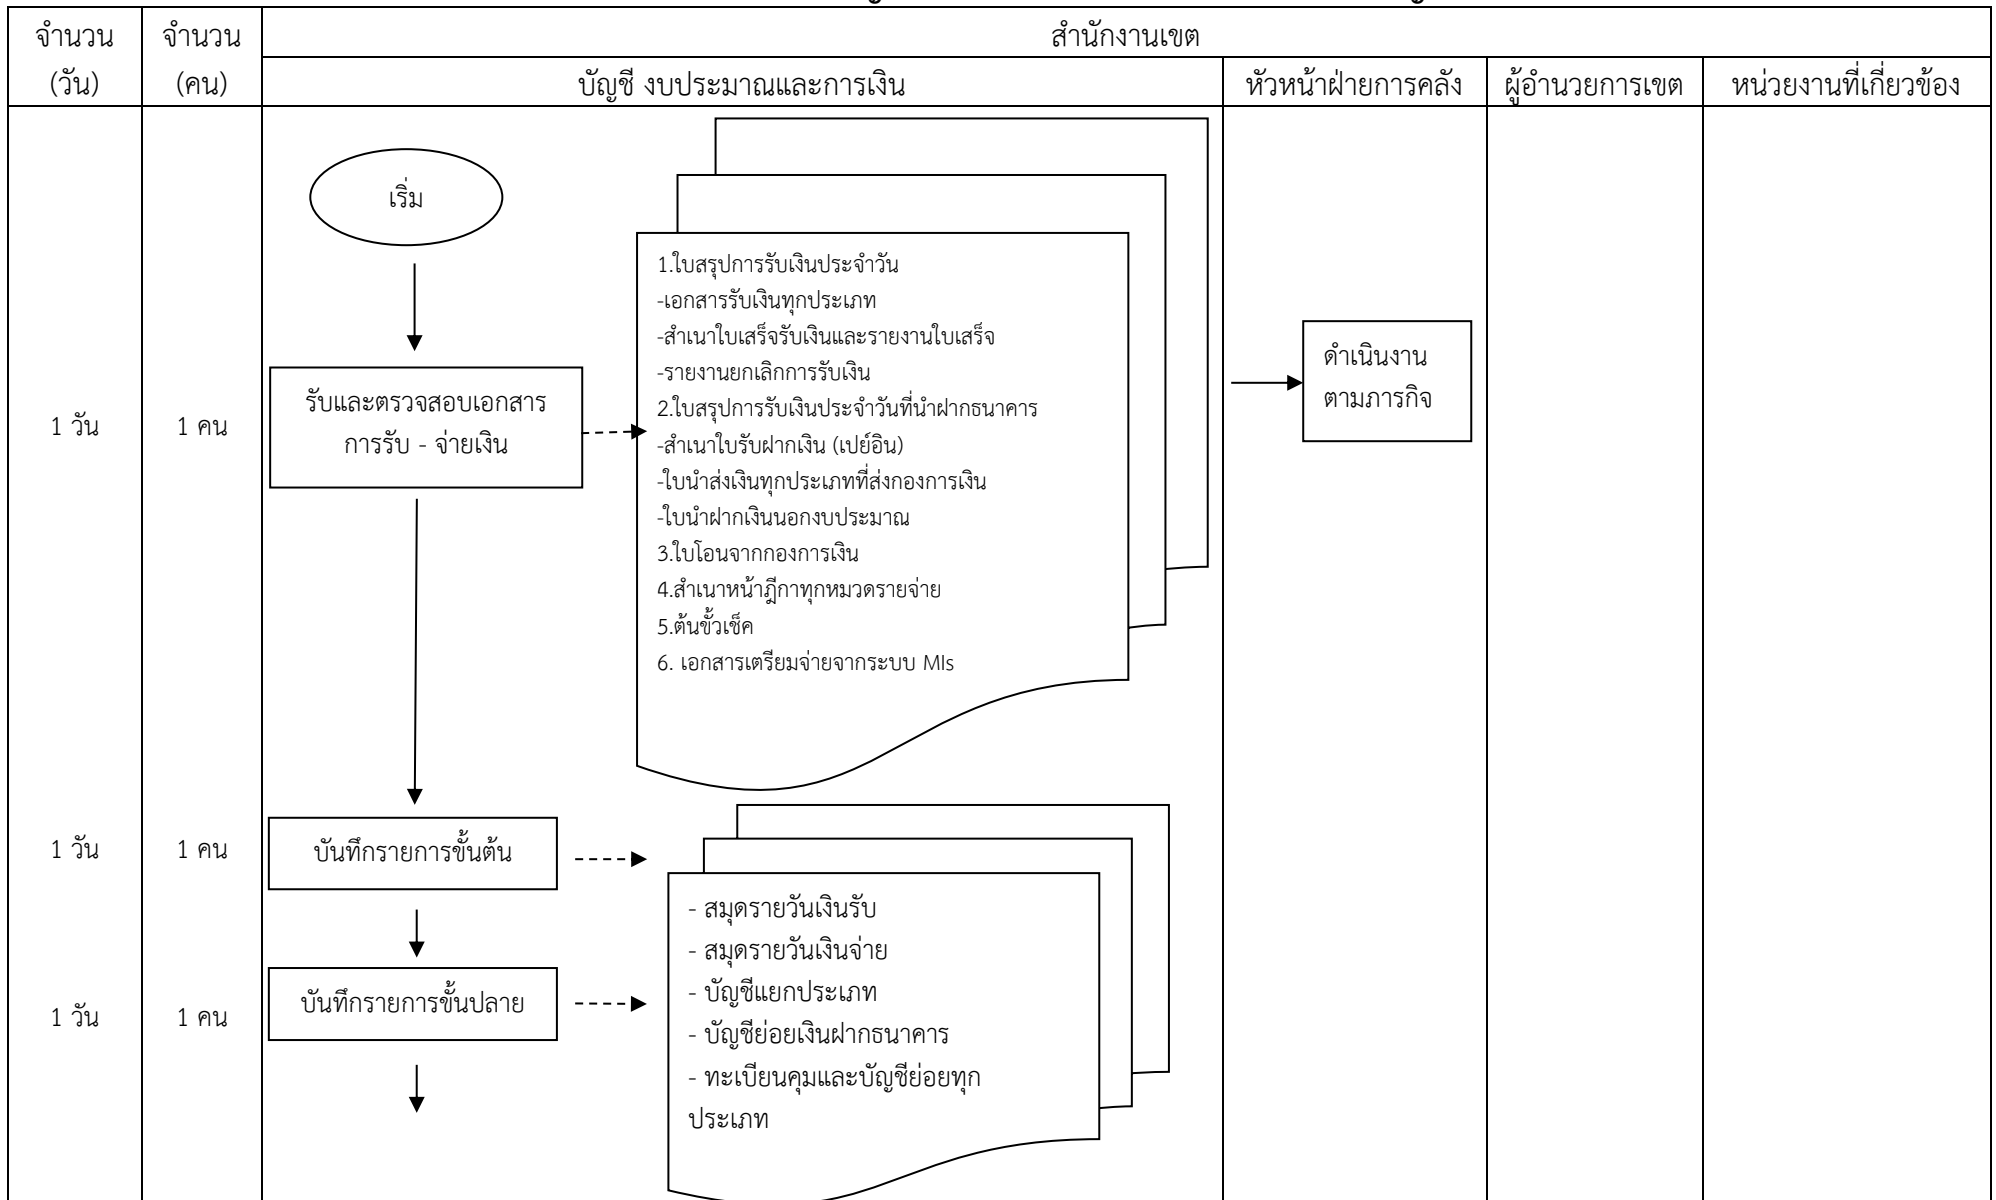 จำนวน
(วัน)
จำนวน
(คน)
สำนักงานเขต
บัญชี งบประมาณและการเงิน
หัวหน้าฝ่ายการคลัง
ผู้อำนวยการเขต
หน่วยงานที่เกี่ยวข้อง
เริ่ม
1 วัน
1 คน
รับและตรวจสอบเอกสาร
การรับ - จ่ายเงิน
1.ใบสรุปการรับเงินประจำวัน
-เอกสารรับเงินทุกประเภท
-สำเนาใบเสร็จรับเงินและรายงานใบเสร็จ
-รายงานยกเลิกการรับเงิน
2.ใบสรุปการรับเงินประจำวันที่นำฝากธนาคาร
-สำเนาใบรับฝากเงิน (เปย์อิน)
-ใบนำส่งเงินทุกประเภทที่ส่งกองการเงิน
-ใบนำฝากเงินนอกงบประมาณ
3.ใบโอนจากกองการเงิน
4.สำเนาหน้าฎีกาทุกหมวดรายจ่าย
5.ต้นขั้วเช็ค
6. เอกสารเตรียมจ่ายจากระบบ MIs
ดำเนินงาน
ตามภารกิจ
1 วัน
1 คน
บันทึกรายการขั้นต้น
1 วัน
1 คน
บันทึกรายการขั้นปลาย
- สมุดรายวันเงินรับ
- สมุดรายวันเงินจ่าย
- บัญชีแยกประเภท
- บัญชีย่อยเงินฝากธนาคาร
- ทะเบียนคุมและบัญชีย่อยทุก
ประเภท